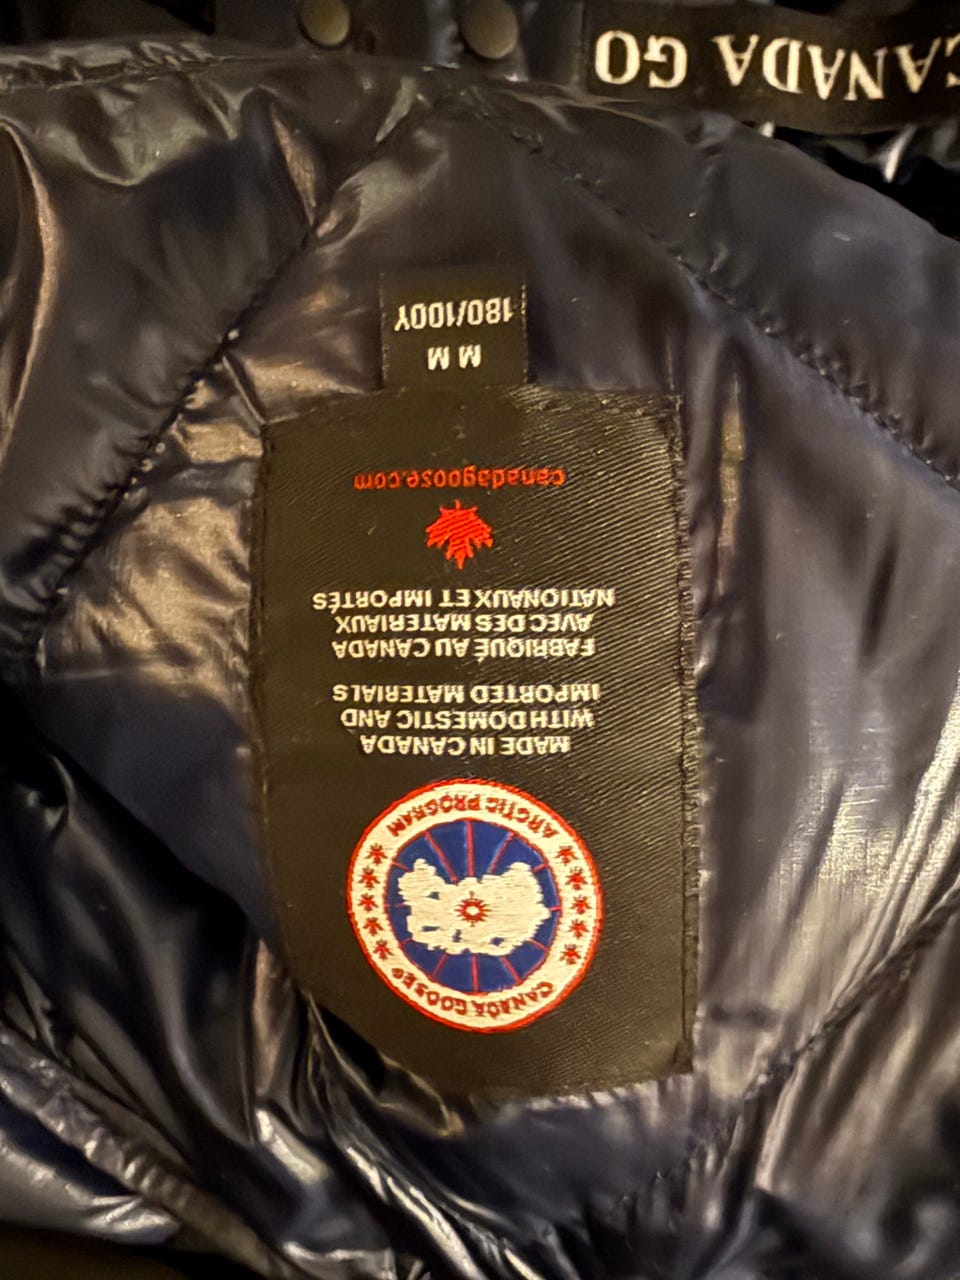 CANADA GOOSE
ARCTIC PROGRAM
MADE IN CANADA
WITH DOMESTIC AND
IMPORTED MATERIALS
FABRIQUÉ AU CANADA
AVEC DES MATERIAUX
NATIONAUX ET IMPORTÉS
canadagoose.com
M M
180/100Y
CANADA GO